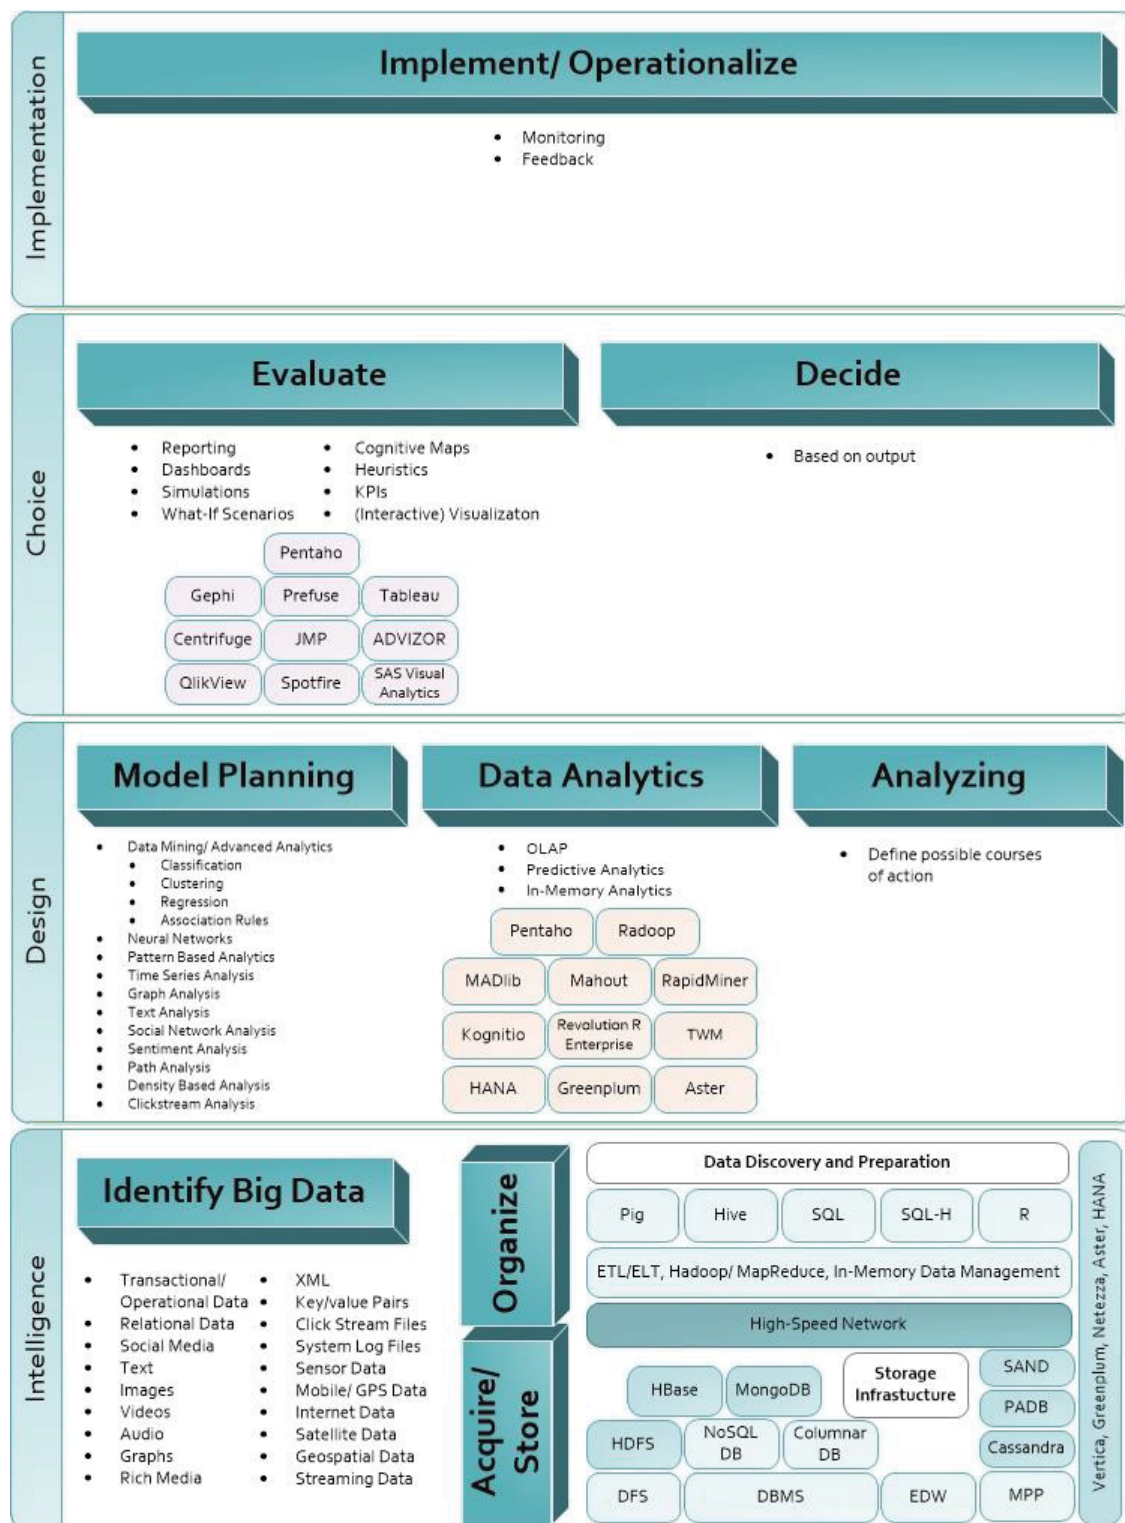 Implementation
Implement/ Operationalize
• Monitoring
• Feedback
Choice
Evaluate
• Reporting
• Dashboards
• Simulations
• What-If Scenarios
• Cognitive Maps
• Heuristics
• KPIs
• (Interactive) Visualizaton
Pentaho
Gephi
Prefuse
Tableau
Centrifuge
JMP
ADVIZOR
QlikView
Spotfire
SAS Visual
Analytics
Decide
• Based on output
Design
Model Planning
• Data Mining/ Advanced Analytics
• Classification
• Clustering
• Regression
• Association Rules
• Neural Networks
• Pattern Based Analytics
• Time Series Analysis
• Graph Analysis
• Text Analysis
• Social Network Analysis
• Sentiment Analysis
• Path Analysis
• Density Based Analysis
• Clickstream Analysis
Data Analytics
• OLAP
• Predictive Analytics
• In-Memory Analytics
Pentaho
Radoop
MADlib
Mahout
RapidMiner
Kognitio
Revolution R
Enterprise
TWM
HANA
Greenplum
Aster
Analyzing
• Define possible courses
of action
Intelligence
Identify Big Data
• Transactional/
Operational Data
• Relational Data
• Social Media
• Text
• Images
• Videos
• Audio
• Graphs
• Rich Media
• XML
• Key/value Pairs
• Click Stream Files
• System Log Files
• Sensor Data
• Mobile/ GPS Data
• Internet Data
• Satellite Data
• Geospatial Data
• Streaming Data
Organize
Acquire/
Store
Data Discovery and Preparation
Pig
Hive
SQL
SQL-H
R
ETL/ELT, Hadoop/ MapReduce, In-Memory Data Management
High-Speed Network
HBase
MongoDB
Storage
Infrastucture
SAND
PADB
HDFS
NoSQL
DB
Columnar
DB
Cassandra
DFS
DBMS
EDW
MPP
Vertica, Greenplum, Netezza, Aster, HANA